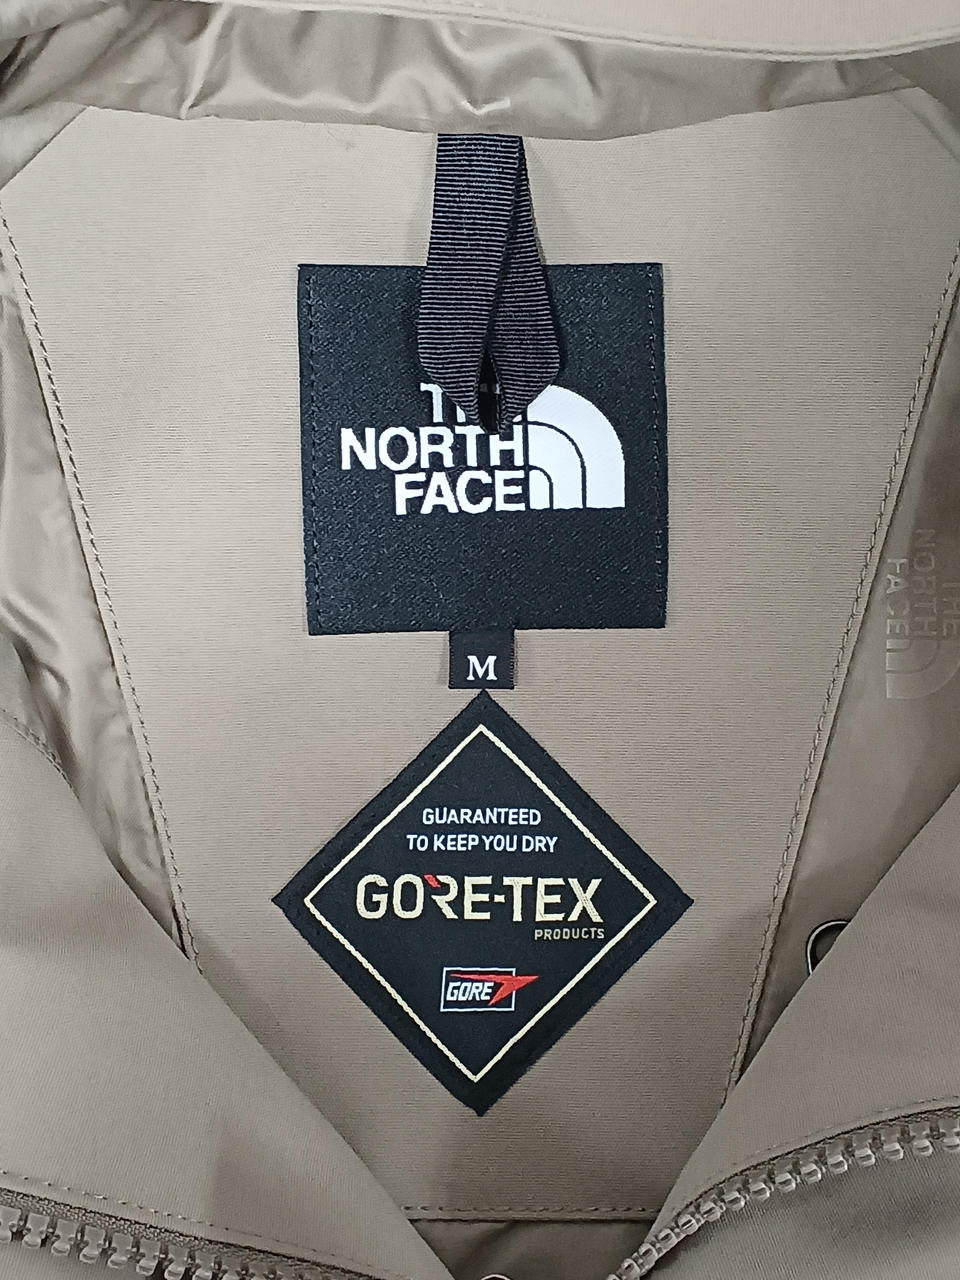 THE
NORTH
FACE
M
GUARANTEED
TO KEEP YOU DRY
GORE-TEX
PRODUCTS
GORE
THE
NORTH
FACE